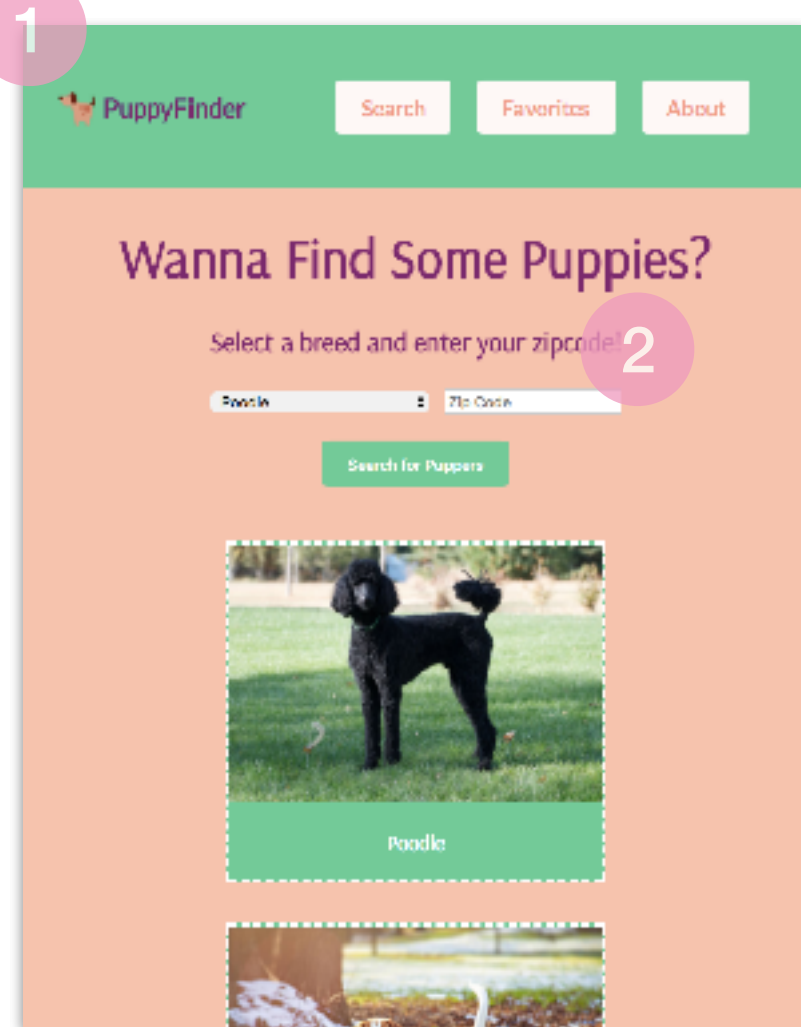 1
PuppyFinder Search Favorites About
Wanna Find Some Puppies?
Select a breed and enter your zipcode!
2
Poodle Zip Code
Search for Puppers
Poodle